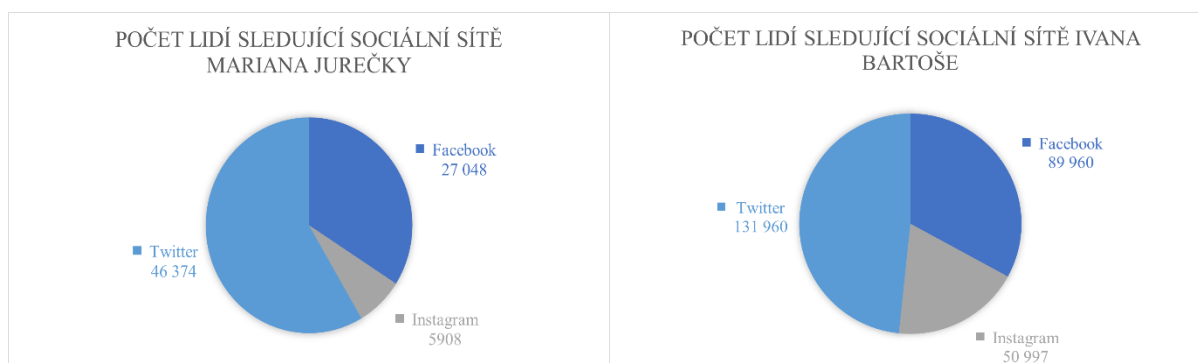 POČET LIDÍ SLEDUJÍCÍ SOCIÁLNÍ SÍTĚ
MARIANA JUREČKY
Facebook
27 048
Twitter
46 374
Instagram
5908
POČET LIDÍ SLEDUJÍCÍ SOCIÁLNÍ SÍTĚ IVANA
BARTOŠE
Facebook
89 960
Twitter
131 960
Instagram
50 997